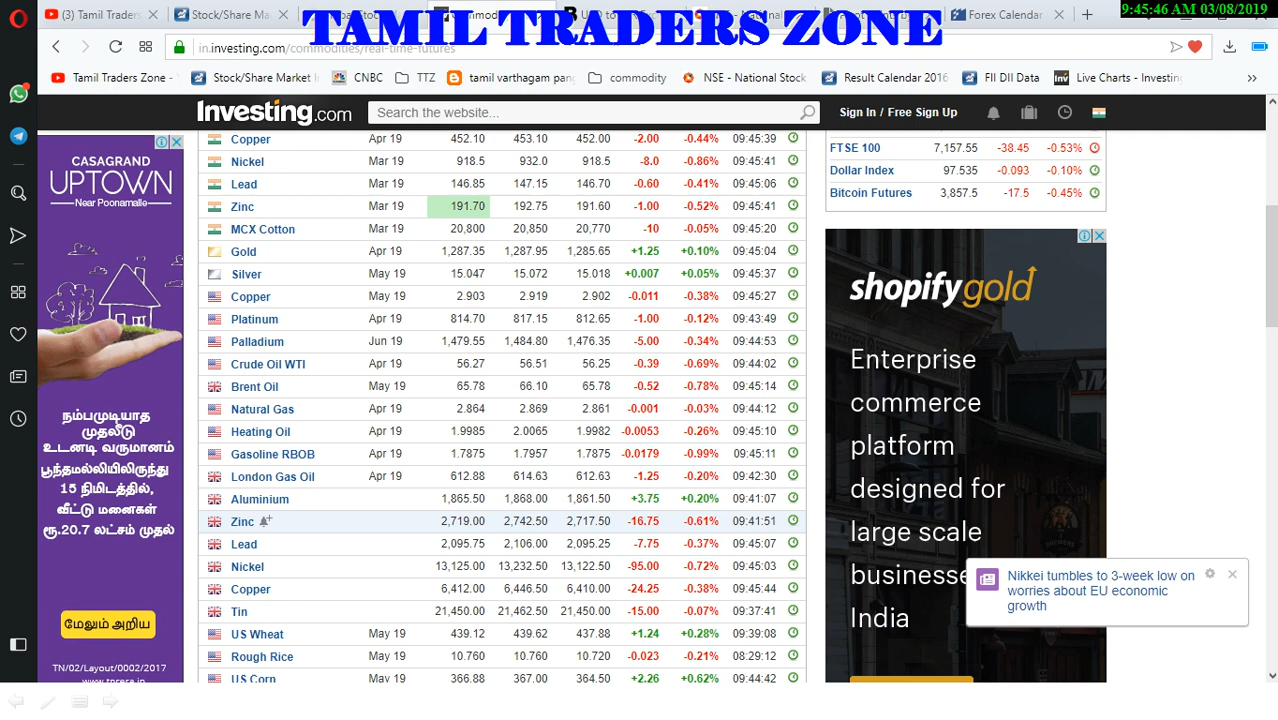 9:45:46 AM 03/08/2019
TAMIL TRADERS ZONE
(3) Tamil Traders
Stock/Share Ma
Forex Calendar
in.investing.com/commodities/real-time-futures
Tamil Traders Zone -
Stock/Share Market I
CNBC
TTZ
tamil varthagam pang
commodity
NSE - National Stock
Result Calendar 2016
FII DII Data
Live Charts - Investing
Investing.com
Search the website...
Sign In / Free Sign Up
Copper Apr 19 452.10 453.10 452.00 -2.00 -0.44% 09:45:39
Nickel Mar 19 918.5 932.0 918.5 -8.0 -0.86% 09:45:41
Lead Mar 19 146.85 147.15 146.70 -0.60 -0.41% 09:45:06
Zinc Mar 19 191.70 192.75 191.60 -1.00 -0.52% 09:45:41
MCX Cotton Mar 19 20,800 20,850 20,770 -10 -0.05% 09:45:20
Gold Apr 19 1,287.35 1,287.95 1,285.65 +1.25 +0.10% 09:45:04
Silver May 19 15.047 15.072 15.018 +0.007 +0.05% 09:45:37
Copper May 19 2.903 2.919 2.902 -0.011 -0.38% 09:45:27
Platinum Apr 19 814.70 817.15 812.65 -1.00 -0.12% 09:43:49
Palladium Jun 19 1,479.55 1,484.80 1,476.35 -5.00 -0.34% 09:44:53
Crude Oil WTI Apr 19 56.27 56.51 56.25 -0.39 -0.69% 09:44:02
Brent Oil May 19 65.78 66.10 65.78 -0.52 -0.78% 09:45:14
Natural Gas Apr 19 2.864 2.869 2.861 -0.001 -0.03% 09:44:12
Heating Oil Apr 19 1.9985 2.0065 1.9982 -0.0053 -0.26% 09:45:10
Gasoline RBOB Apr 19 1.7875 1.7957 1.7875 -0.0179 -0.99% 09:45:11
London Gas Oil Apr 19 612.88 614.63 612.63 -1.25 -0.20% 09:42:30
Aluminium 1,865.50 1,868.00 1,861.50 +3.75 +0.20% 09:41:07
Zinc 2,719.00 2,742.50 2,717.50 -16.75 -0.61% 09:41:51
Lead 2,095.75 2,106.00 2,095.25 -7.75 -0.37% 09:45:07
Nickel 13,125.00 13,232.50 13,122.50 -95.00 -0.72% 09:45:03
Copper 6,412.00 6,446.50 6,410.00 -24.25 -0.38% 09:45:44
Tin 21,450.00 21,462.50 21,450.00 -15.00 -0.07% 09:37:41
US Wheat May 19 439.12 439.62 437.88 +1.24 +0.28% 09:39:08
Rough Rice May 19 10.760 10.760 10.720 -0.023 -0.21% 08:29:12
US Corn May 19 366.88 367.00 364.50 +2.26 +0.62% 09:44:42
FTSE 100 7,157.55 -38.45 -0.53%
Dollar Index 97.535 -0.093 -0.10%
Bitcoin Futures 3,857.5 -17.5 -0.45%
CASAGRAND
UPTOWN
Near Poonamalle
நம்பமுடியாத
முதலீடு
உடனடி வருமானம்
பூந்தமல்லியிலிருந்து
15 நிமிடத்தில்,
வீட்டு மனைகள்
ரூ.20.7 லட்சம் முதல்
மேலும் அறிய
TN/02/Layout/0002/2017
www.tnrera.in
shopify gold
Enterprise
commerce
platform
designed for
large scale
businesse
India
Nikkei tumbles to 3-week low on
worries about EU economic
growth